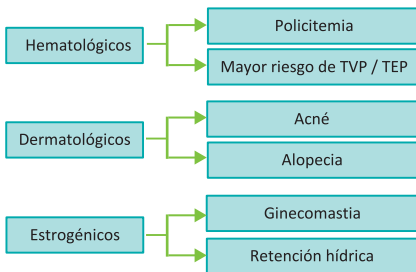 Hematológicos
Policitemia
Mayor riesgo de TVP / TEP
Dermatológicos
Acné
Alopecia
Estrogénicos
Ginecomastia
Retención hídrica